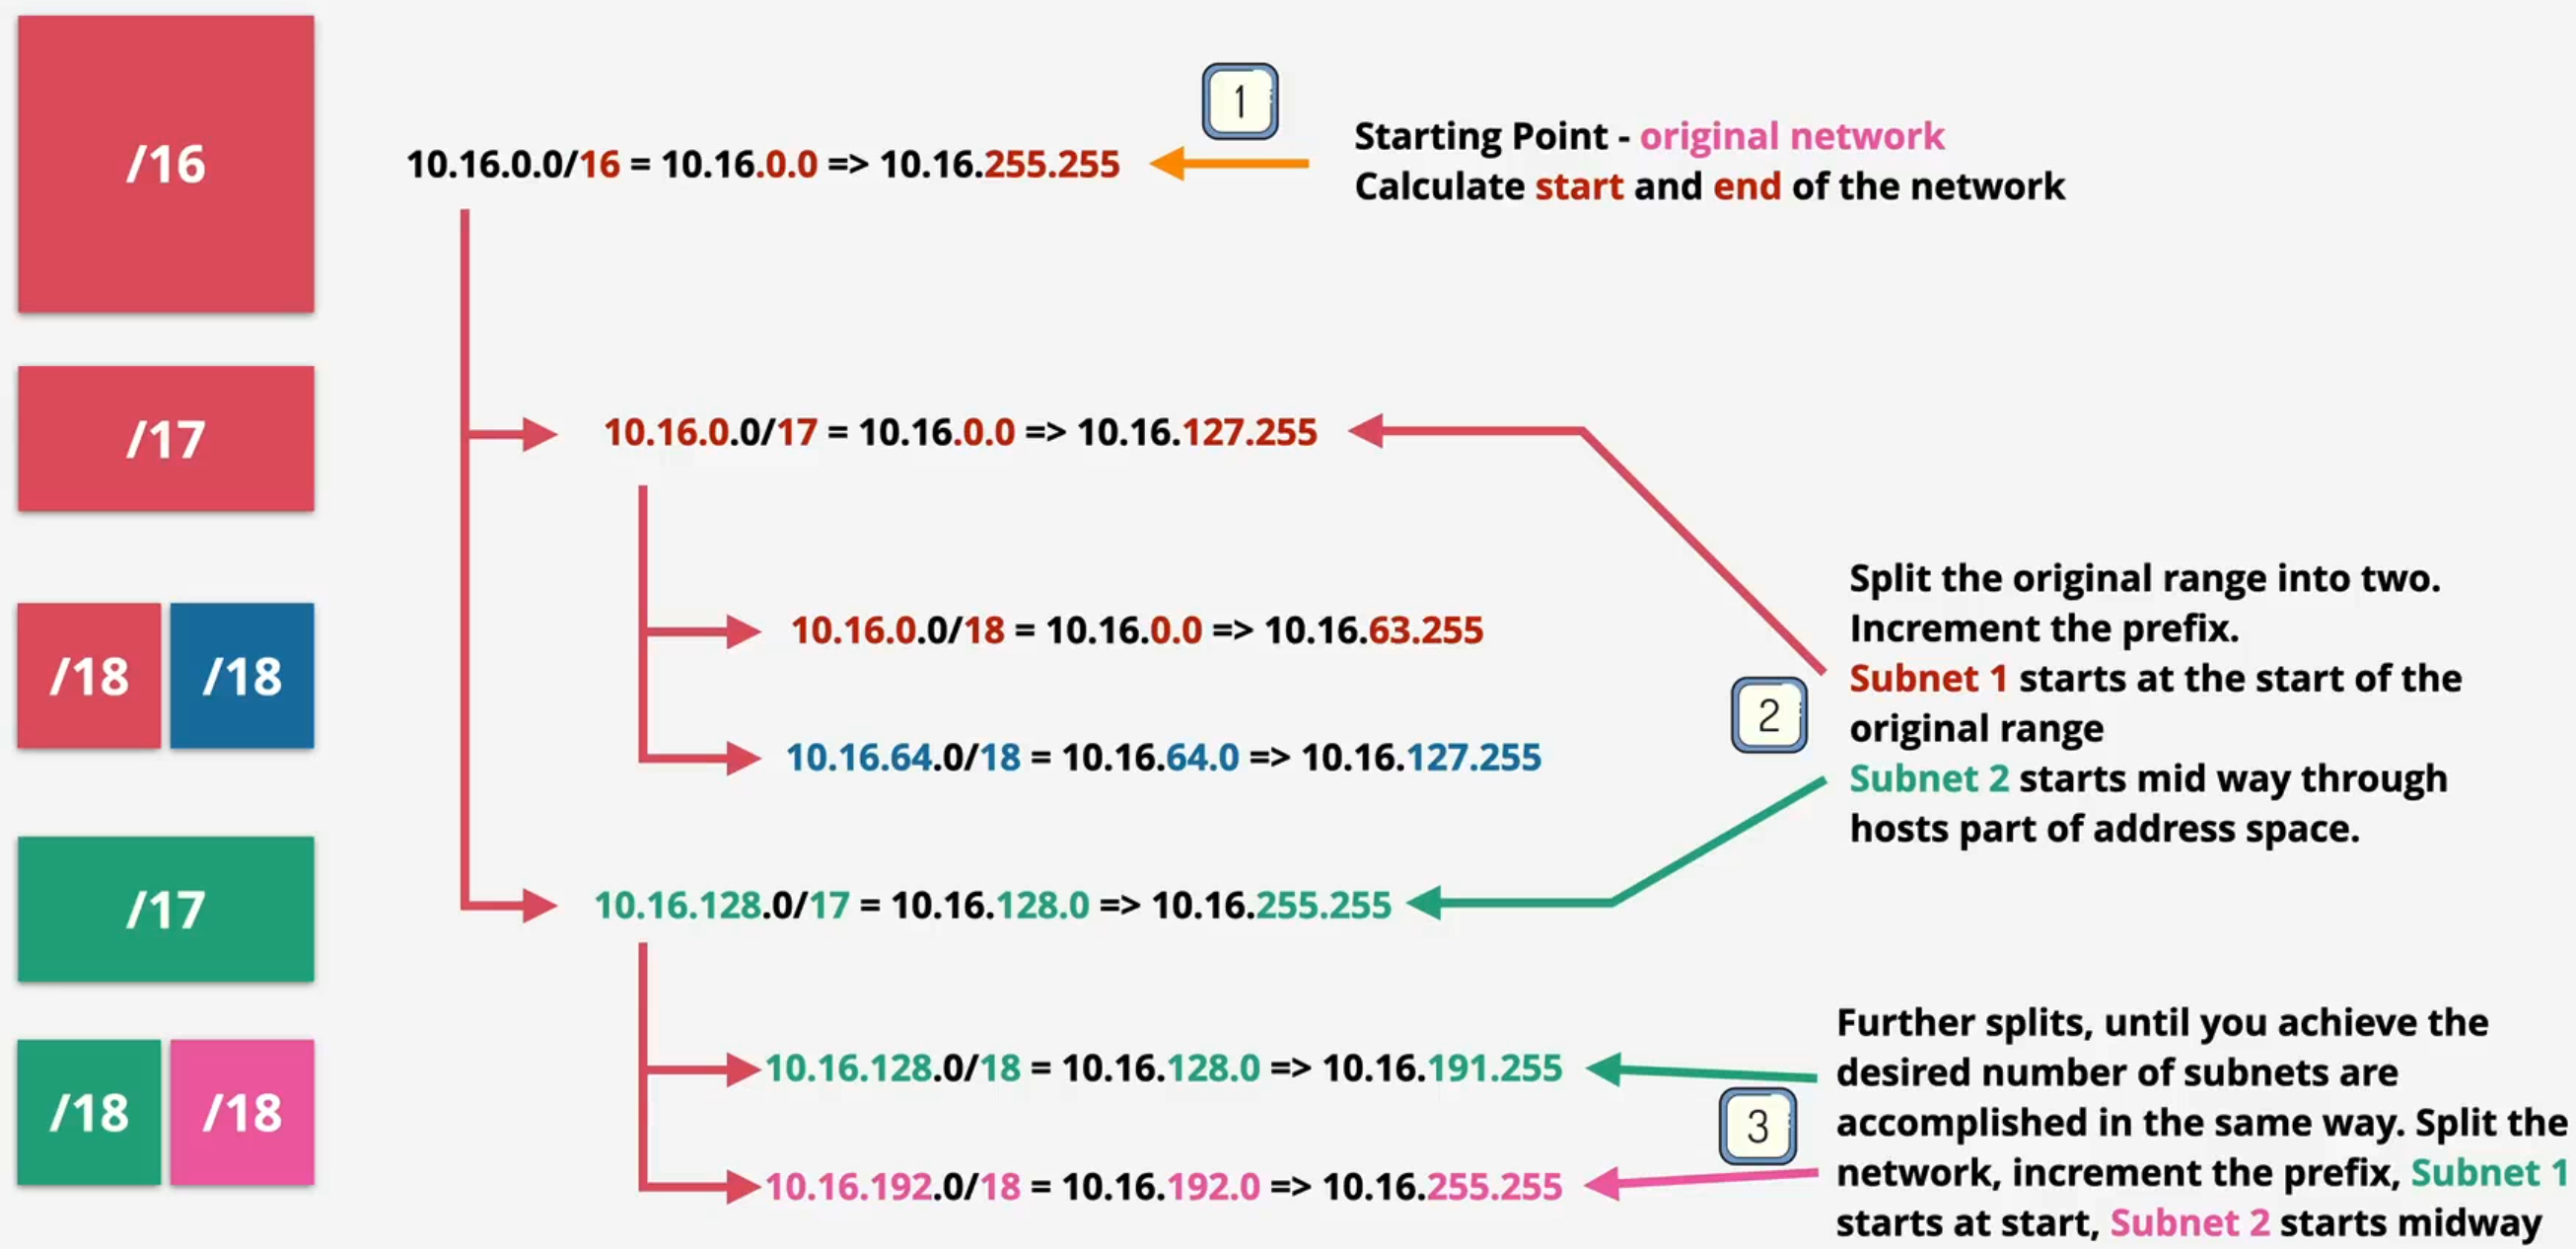 /16
10.16.0.0/16 = 10.16.0.0 => 10.16.255.255
1
Starting Point - original network
Calculate start and end of the network
/17
10.16.0.0/17 = 10.16.0.0 => 10.16.127.255
/18 /18
10.16.0.0/18 = 10.16.0.0 => 10.16.63.255
10.16.64.0/18 = 10.16.64.0 => 10.16.127.255
2
Split the original range into two.
Increment the prefix.
Subnet 1 starts at the start of the
original range
Subnet 2 starts mid way through
hosts part of address space.
/17
10.16.128.0/17 = 10.16.128.0 => 10.16.255.255
/18 /18
10.16.128.0/18 = 10.16.128.0 => 10.16.191.255
10.16.192.0/18 = 10.16.192.0 => 10.16.255.255
3
Further splits, until you achieve the
desired number of subnets are
accomplished in the same way. Split the
network, increment the prefix, Subnet 1
starts at start, Subnet 2 starts midway